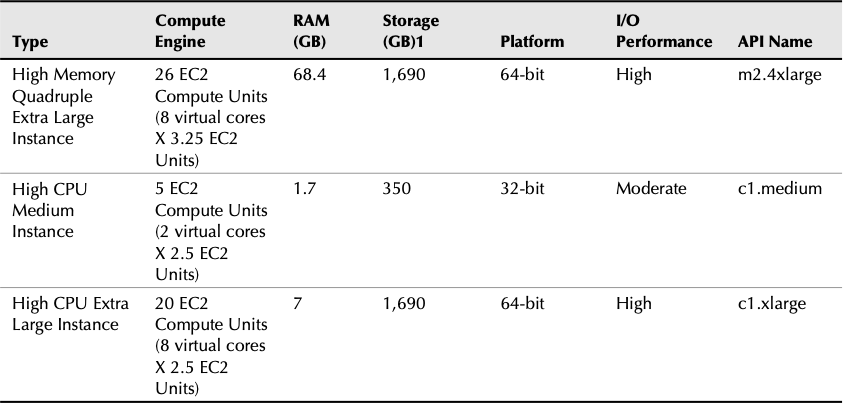 Type Compute Engine RAM (GB) Storage (GB)1 Platform I/O Performance API Name
High Memory 26 EC2 68.4 1,690 64-bit High m2.4xlarge
Quadruple Compute Units
Extra Large (8 virtual cores
Instance X 3.25 EC2
Units)
High CPU 5 EC2 1.7 350 32-bit Moderate c1.medium
Medium Compute Units
Instance (2 virtual cores
X 2.5 EC2
Units)
High CPU Extra 20 EC2 7 1,690 64-bit High c1.xlarge
Large Instance Compute Units
(8 virtual cores
X 2.5 EC2
Units)